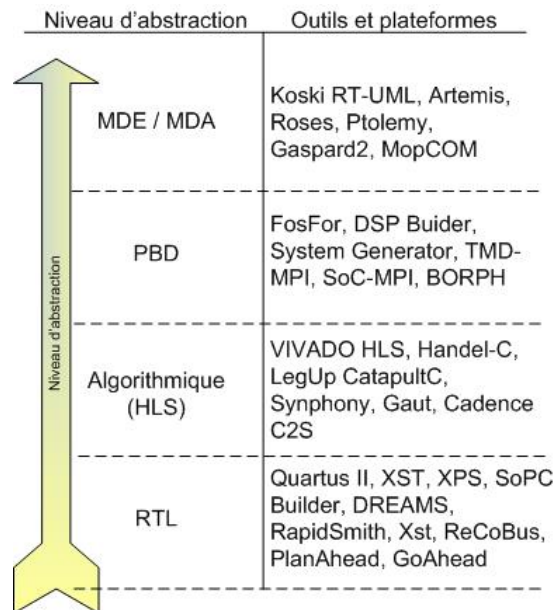 Niveau d'abstraction
Outils et plateformes
Niveau d'abstraction
MDE / MDA
Koski RT-UML, Artemis,
Roses, Ptolemy,
Gaspard2, MopCOM
PBD
FosFor, DSP Buider,
System Generator, TMD-
MPI, SoC-MPI, BORPH
Algorithmique
(HLS)
VIVADO HLS, Handel-C,
LegUp CatapultC,
Synphony, Gaut, Cadence
C2S
RTL
Quartus II, XST, XPS, SoPC
Builder, DREAMS,
RapidSmith, Xst, ReCoBus,
PlanAhead, GoAhead